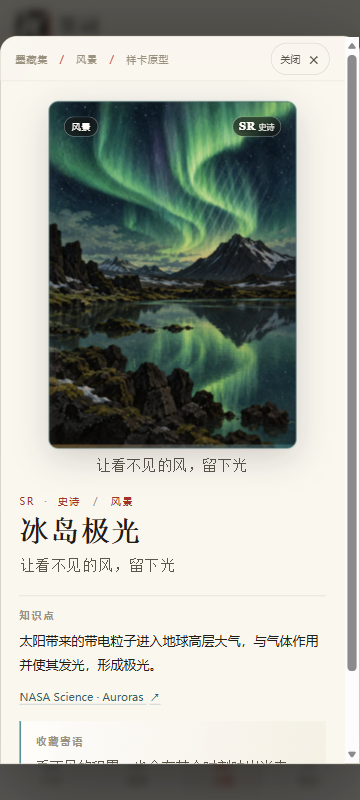 墨藏集 / 风景 / 样卡原型
关闭 ×
风景
SR 史诗
让看不见的风，留下光
SR · 史诗 / 风景
冰岛极光
让看不见的风，留下光
知识点
太阳带来的带电粒子进入地球高层大气，与气体作用
并使其发光，形成极光。
NASA Science · Auroras ↗
收藏寄语